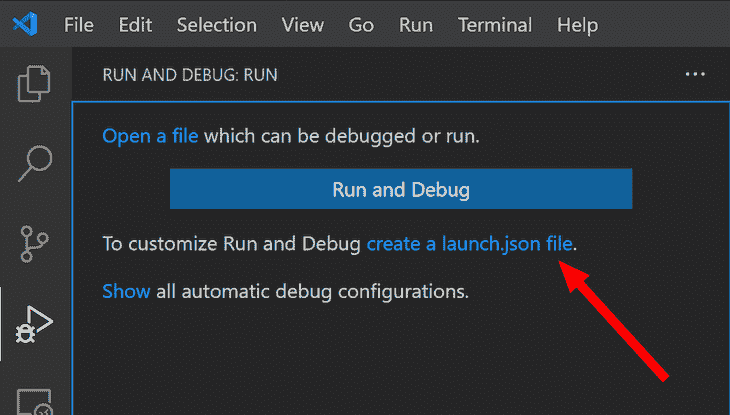 File Edit Selection View Go Run Terminal Help
RUN AND DEBUG: RUN
Open a file which can be debugged or run.
Run and Debug
To customize Run and Debug create a launch.json file.
Show all automatic debug configurations.